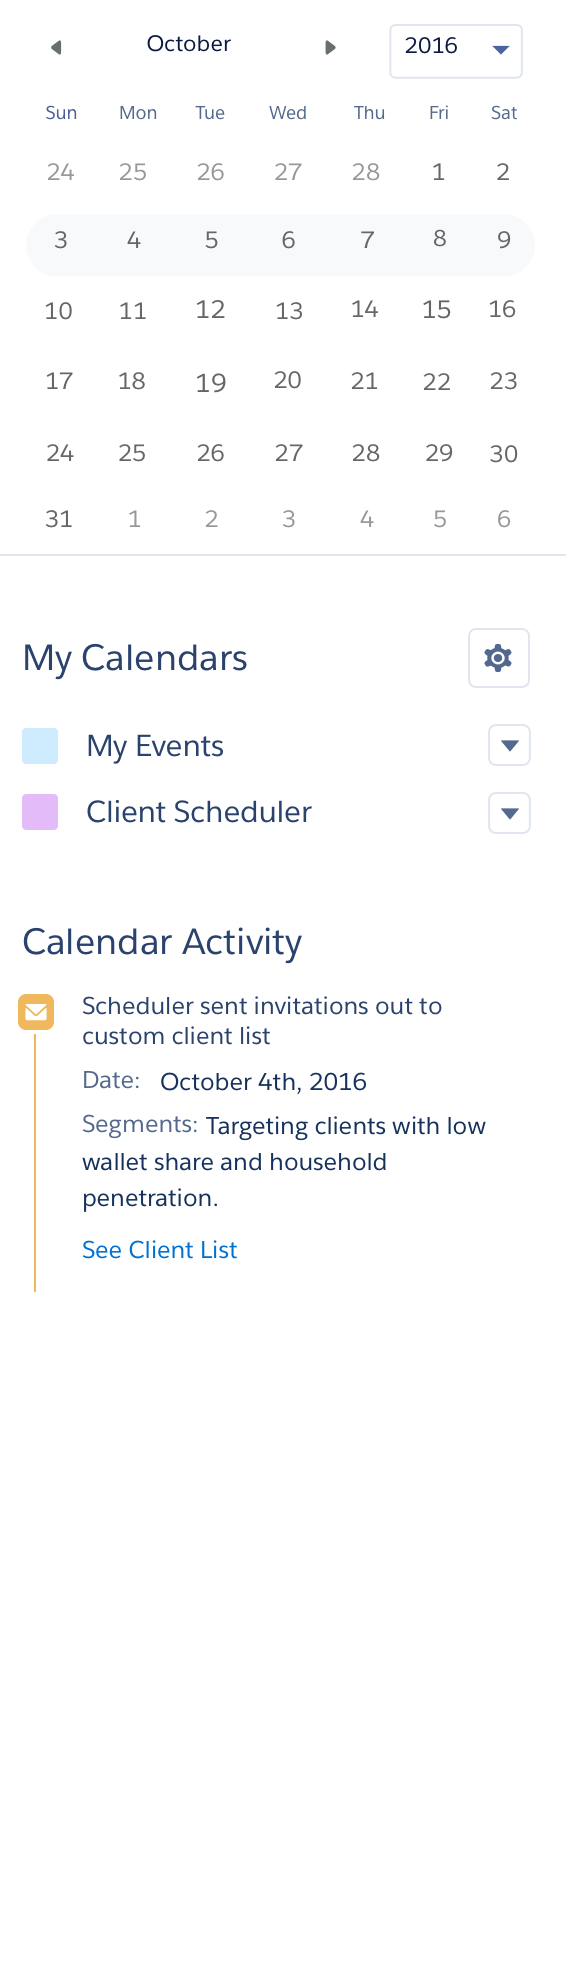 October 2016
Sun Mon Tue Wed Thu Fri Sat
24 25 26 27 28 1 2
3 4 5 6 7 8 9
10 11 12 13 14 15 16
17 18 19 20 21 22 23
24 25 26 27 28 29 30
31 1 2 3 4 5 6
My Calendars
My Events
Client Scheduler
Calendar Activity
Scheduler sent invitations out to
custom client list
Date: October 4th, 2016
Segments: Targeting clients with low
wallet share and household
penetration.
See Client List